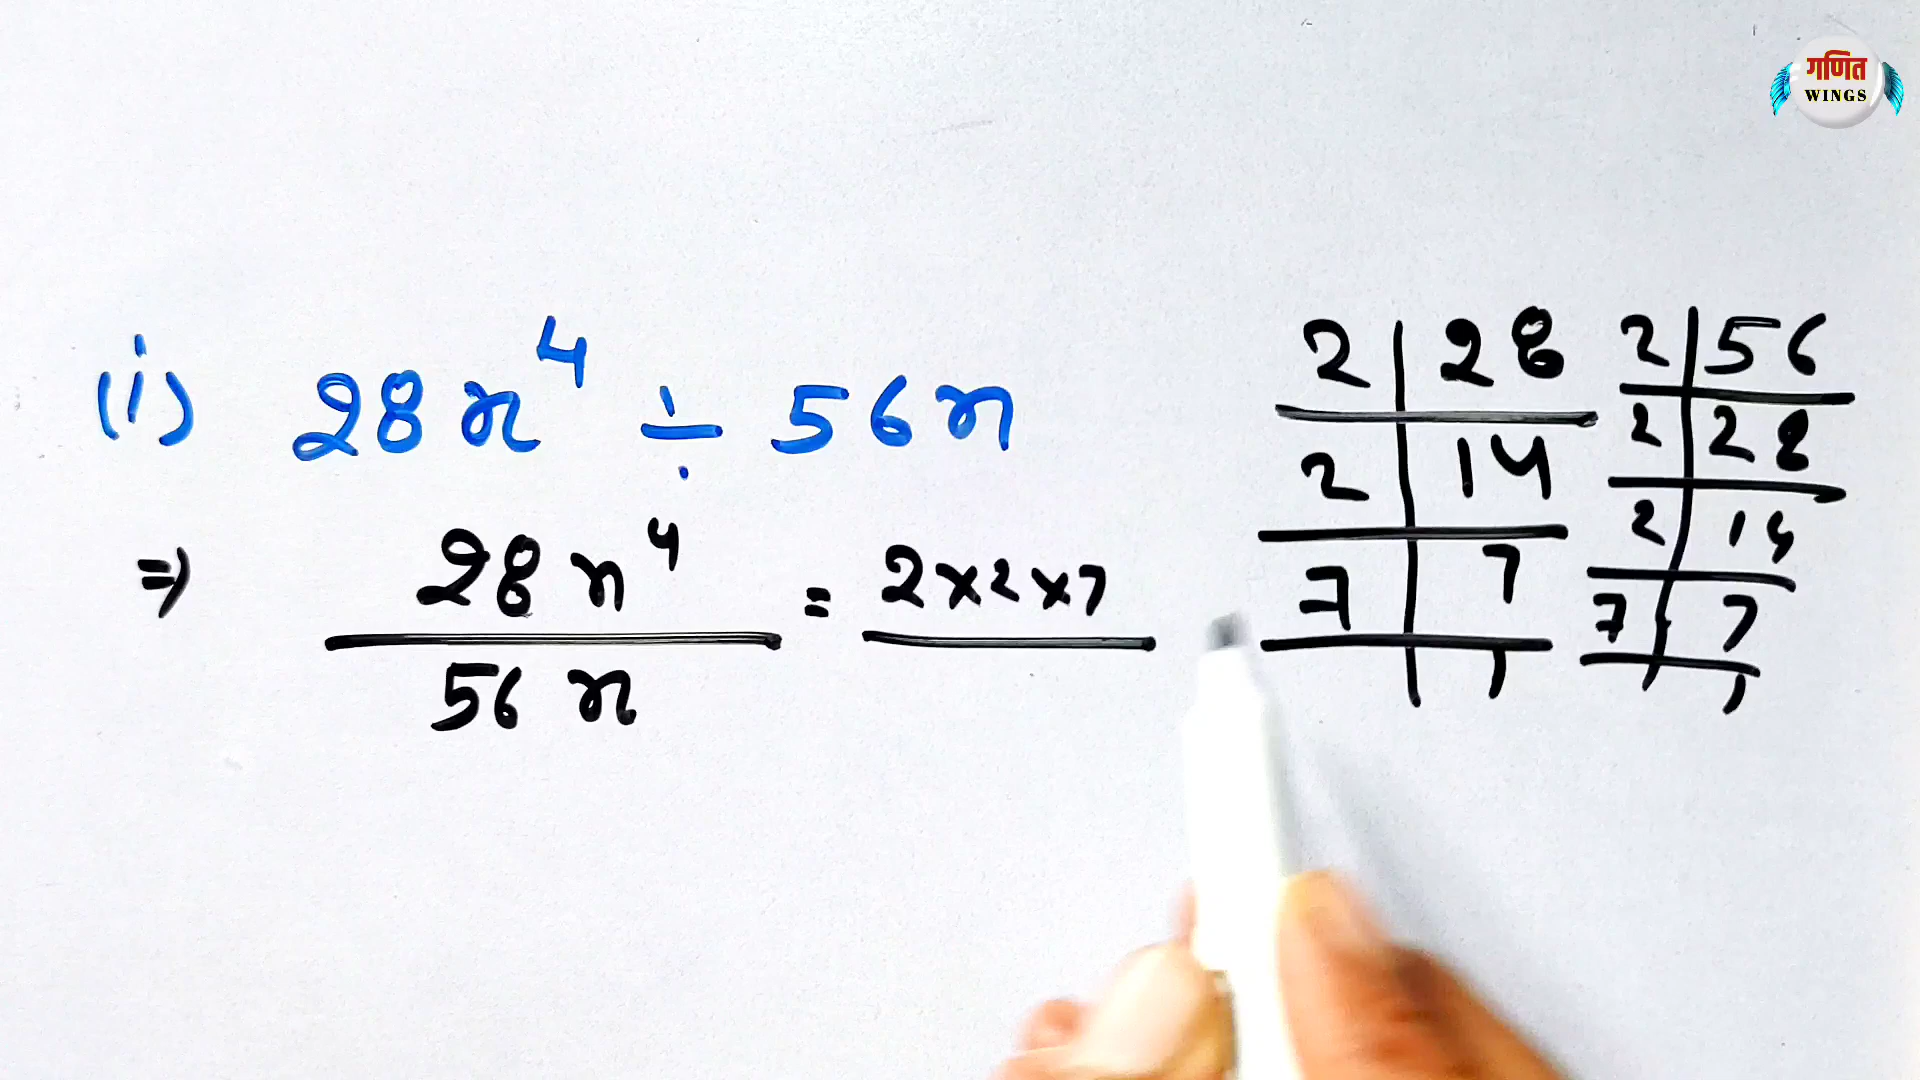 गणित
WINGS
(i) 28x⁴ ÷ 56x
⇒ 28x⁴ / 56x = 2×2×7
2 | 28
2 | 14
7 | 7
1
2 | 56
2 | 28
2 | 14
7 | 7
1